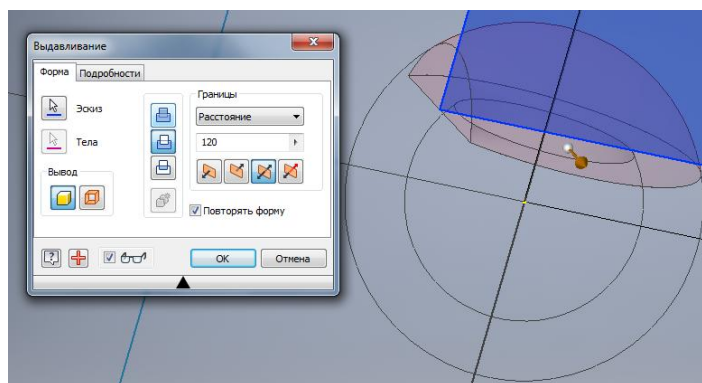 Выдавливание
Форма
Подробности
Эскиз
Тела
Вывод
Границы
Расстояние
120
Повторять форму
?
OK
Отмена